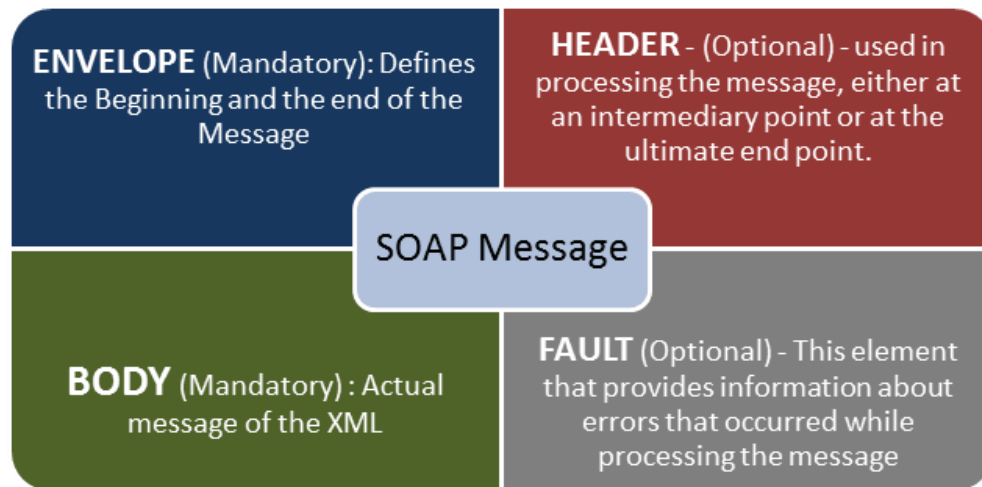 ENVELOPE (Mandatory): Defines
the Beginning and the end of the
Message
HEADER - (Optional) - used in
processing the message, either at
an intermediary point or at the
ultimate end point.
SOAP Message
BODY (Mandatory) : Actual
message of the XML
FAULT (Optional) - This element
that provides information about
errors that occurred while
processing the message